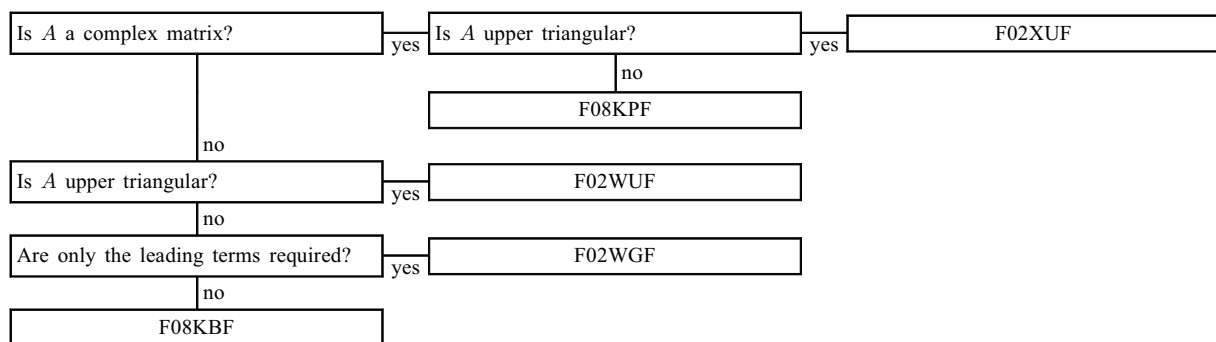 Is A a complex matrix?
yes
Is A upper triangular?
yes
F02XUF
no
F08KPF
no
Is A upper triangular?
yes
F02WUF
no
Are only the leading terms required?
yes
F02WGF
no
F08KBF